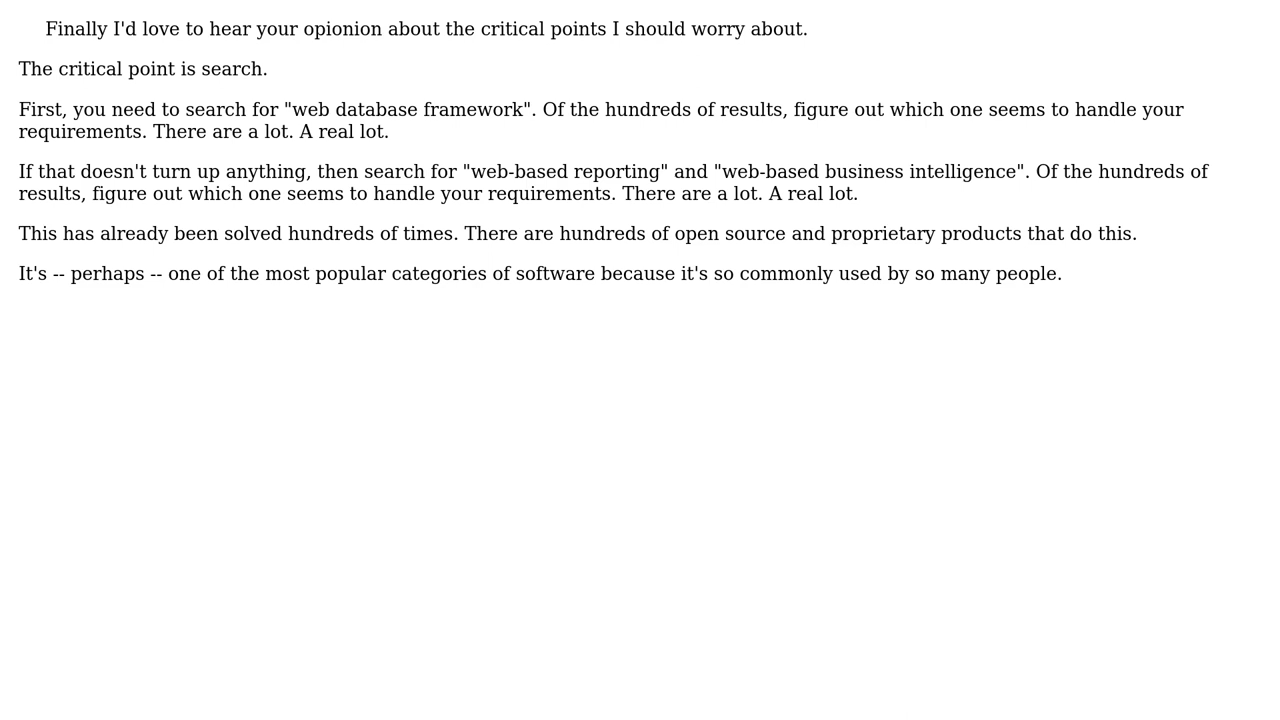 Finally I'd love to hear your opionion about the critical points I should worry about.
The critical point is search.
First, you need to search for "web database framework". Of the hundreds of results, figure out which one seems to handle your
requirements. There are a lot. A real lot.
If that doesn't turn up anything, then search for "web-based reporting" and "web-based business intelligence". Of the hundreds of
results, figure out which one seems to handle your requirements. There are a lot. A real lot.
This has already been solved hundreds of times. There are hundreds of open source and proprietary products that do this.
It's -- perhaps -- one of the most popular categories of software because it's so commonly used by so many people.